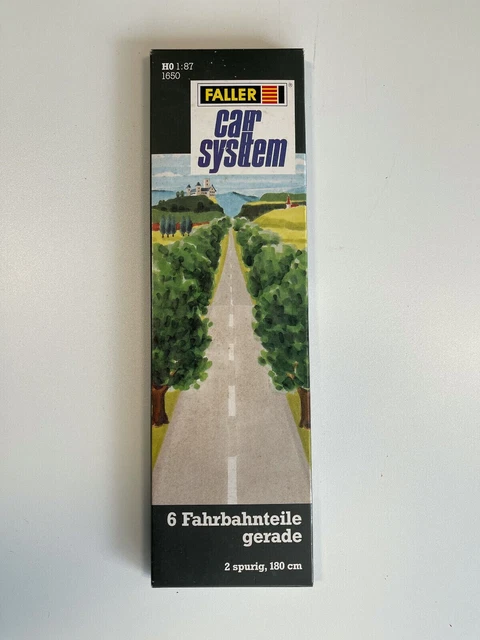 H0 1:87
1650
FALLER
car
system
6 Fahrbahnteile
gerade
2 spurig, 180 cm